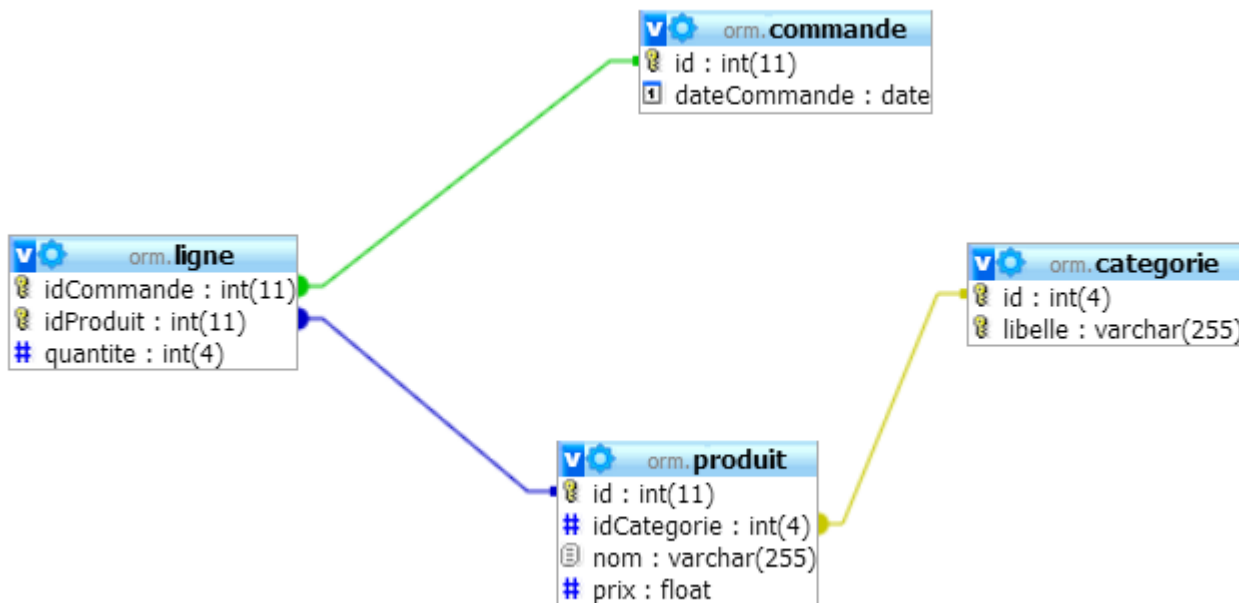 orm.commande
id : int(11)
dateCommande : date
orm.ligne
idCommande : int(11)
idProduit : int(11)
# quantite : int(4)
orm.categorie
id : int(4)
libelle : varchar(255)
orm.produit
id : int(11)
# idCategorie : int(4)
nom : varchar(255)
# prix : float